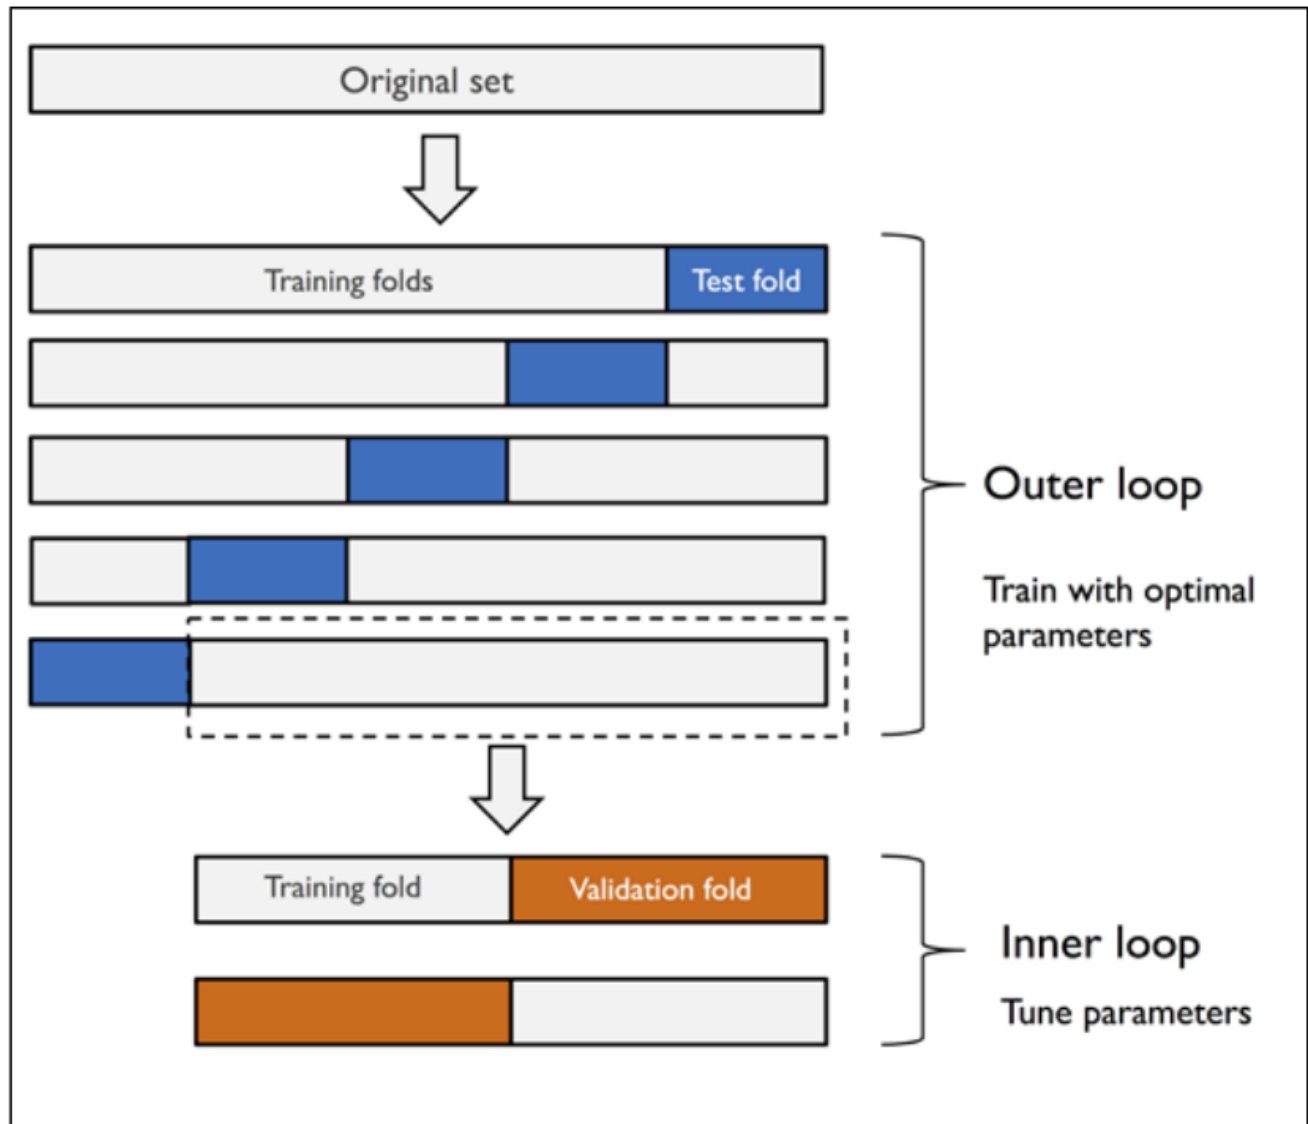 Original set
Training folds
Test fold
Outer loop
Train with optimal
parameters
Training fold
Validation fold
Inner loop
Tune parameters